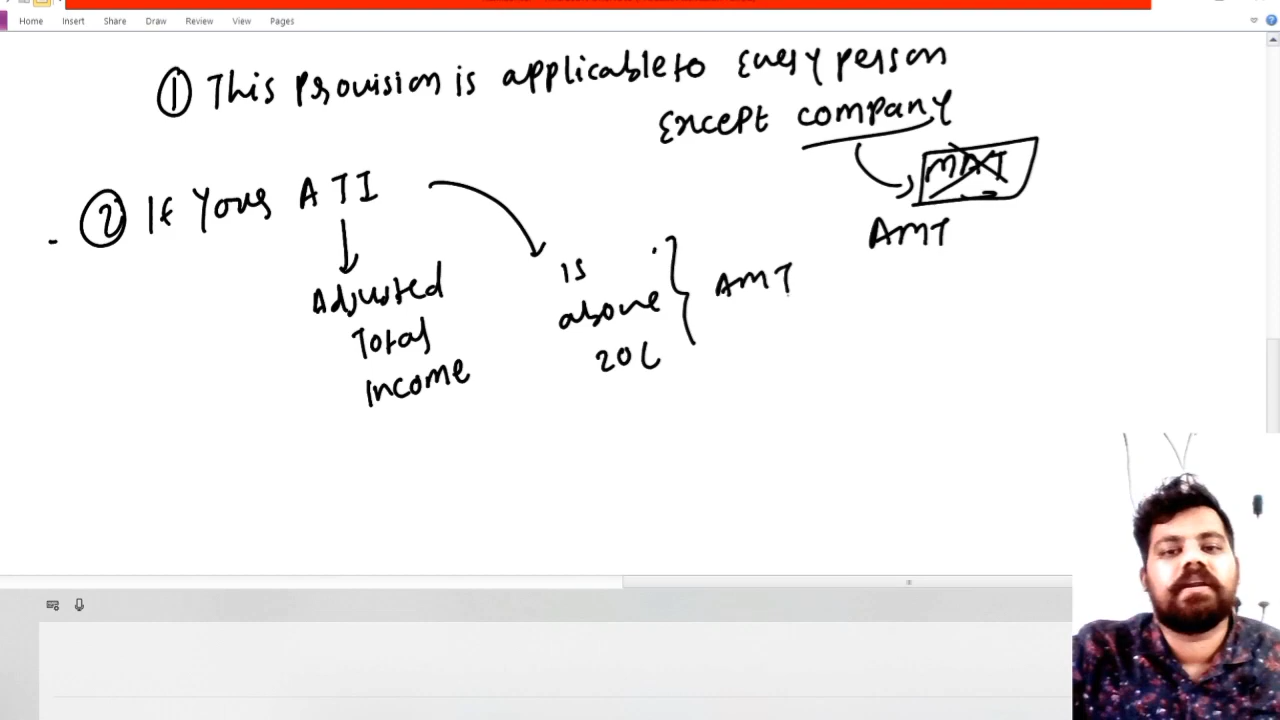 Home Insert Share Draw Review View Pages
① This Provision is applicable to Every person
Except company
MAT
AMT
② If Your ATI
Adjusted
Total
Income
is
above
20L
AMT